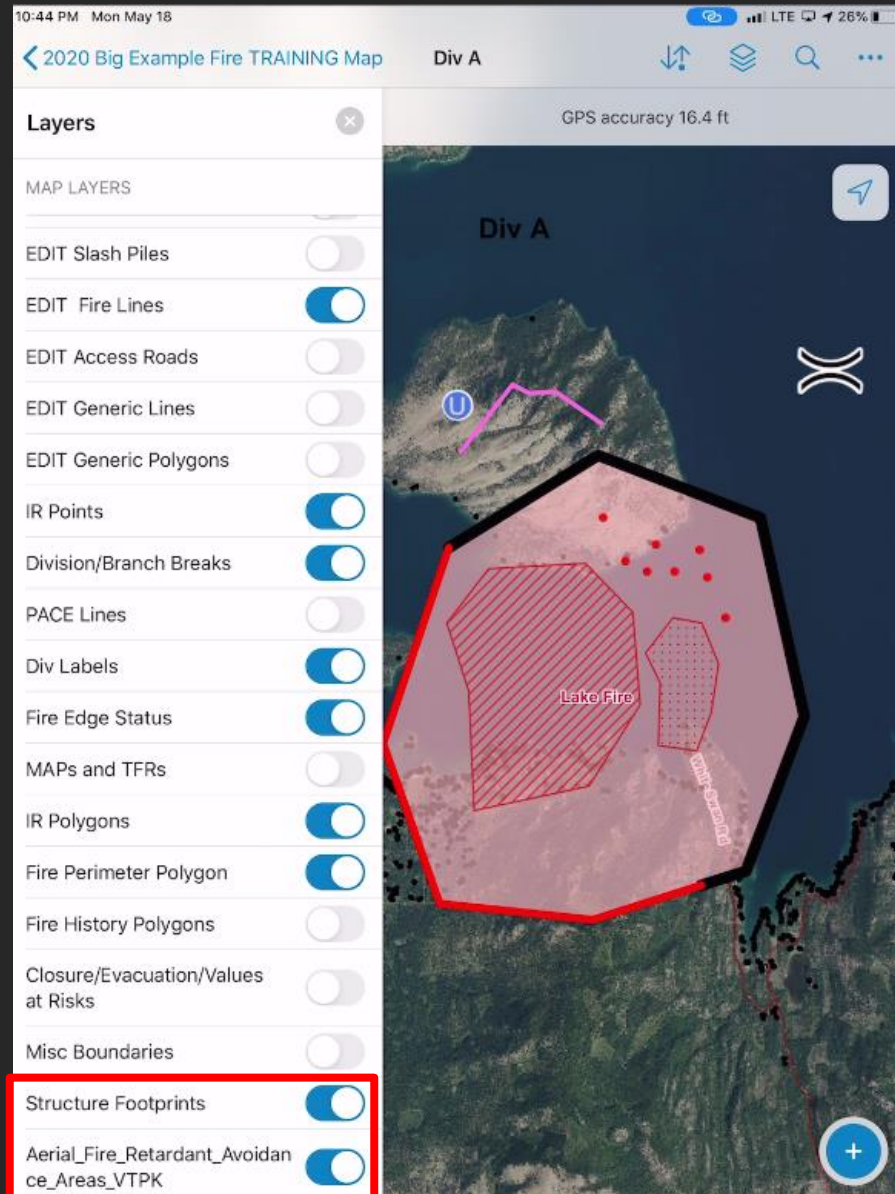 10:44 PM Mon May 18
LTE 26%
2020 Big Example Fire TRAINING Map
Div A
Layers
GPS accuracy 16.4 ft
MAP LAYERS
EDIT Slash Piles
EDIT Fire Lines
EDIT Access Roads
EDIT Generic Lines
EDIT Generic Polygons
IR Points
Division/Branch Breaks
PACE Lines
Div Labels
Fire Edge Status
MAPs and TFRs
IR Polygons
Fire Perimeter Polygon
Fire History Polygons
Closure/Evacuation/Values
at Risks
Misc Boundaries
Structure Footprints
Aerial_Fire_Retardant_Avoidan
ce_Areas_VTPK
Div A
U
Lake Fire
White Swan Rd
+